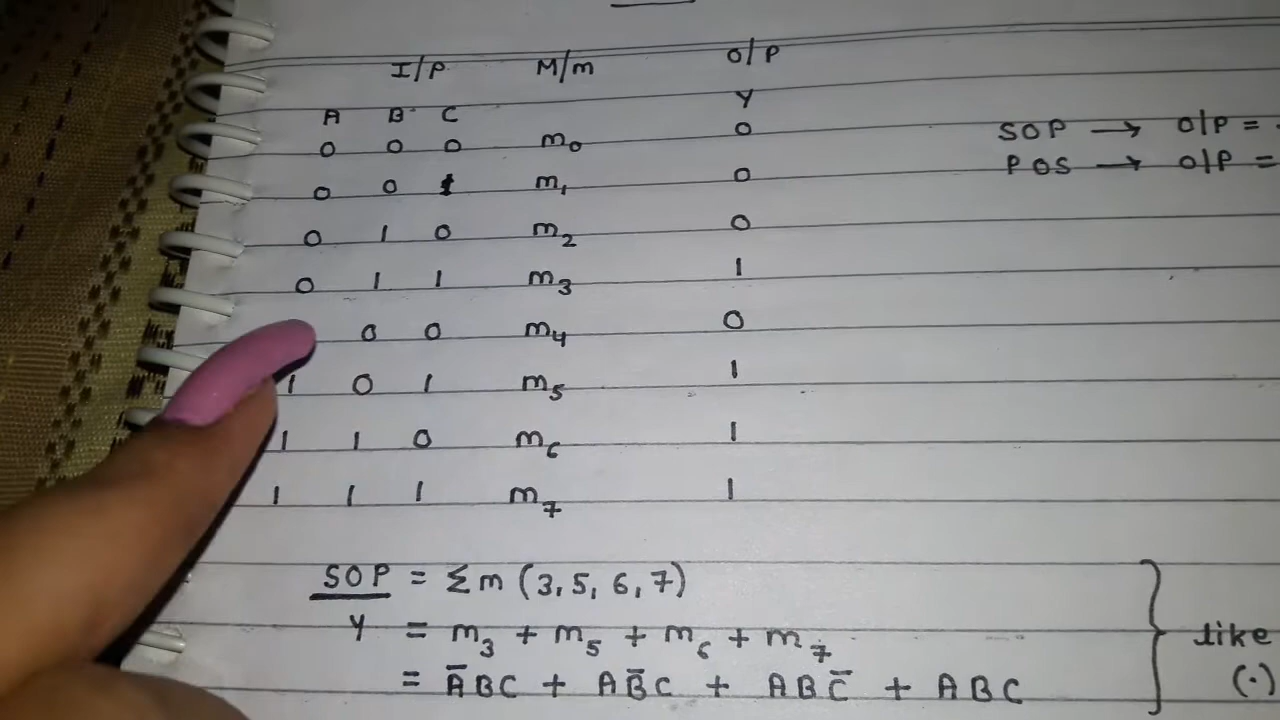 I/P M/m O/P
A B C Y
0 0 0 m₀ 0
0 0 1 m₁ 0 SOP → O/P =
0 1 0 m₂ 0 POS → O/P =
0 1 1 m₃ 1
0 0 m₄ 0
1 0 1 m₅ 1
1 1 0 m₆ 1
1 1 1 m₇ 1
SOP = Σm (3, 5, 6, 7)
Y = m₃ + m₅ + m₆ + m₇ } like
= A̅BC + AB̅C + ABC̅ + ABC (·)